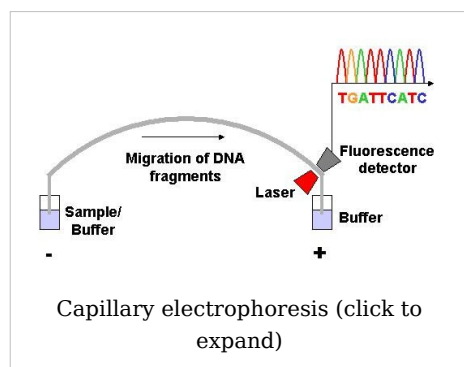 TGATTCATC
Migration of DNA
fragments
Fluorescence
detector
Laser
Sample/
Buffer
Buffer
-
+
Capillary electrophoresis (click to
expand)